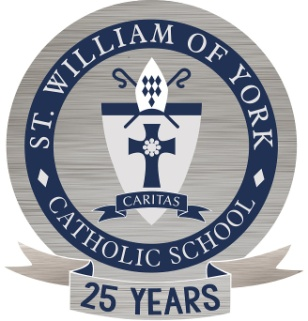 ST. WILLIAM OF YORK
CARITAS
CATHOLIC SCHOOL
25 YEARS